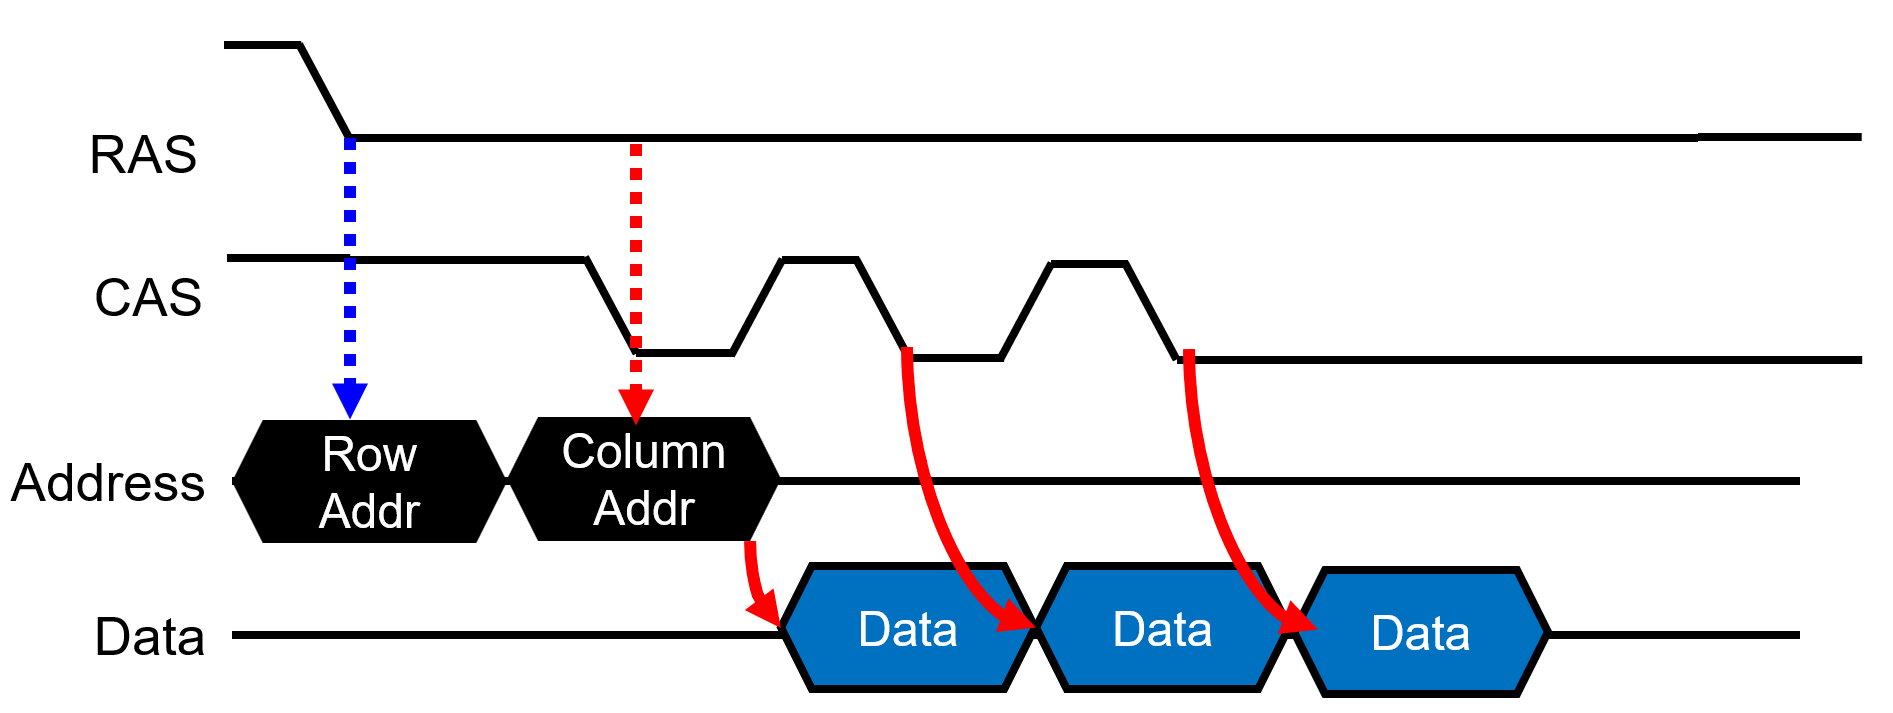 RAS
CAS
Address
Row
Addr
Column
Addr
Data
Data
Data
Data